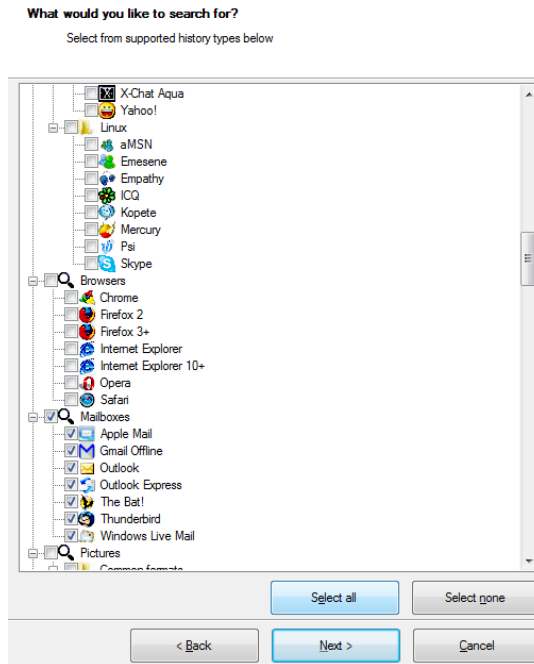 What would you like to search for?
Select from supported history types below
X-Chat Aqua
Yahoo!
Linux
aMSN
Emesene
Empathy
ICQ
Kopete
Mercury
Psi
Skype
Browsers
Chrome
Firefox 2
Firefox 3+
Internet Explorer
Internet Explorer 10+
Opera
Safari
Mailboxes
Apple Mail
Gmail Offline
Outlook
Outlook Express
The Bat!
Thunderbird
Windows Live Mail
Pictures
Common formats
Select all
Select none
< Back
Next >
Cancel